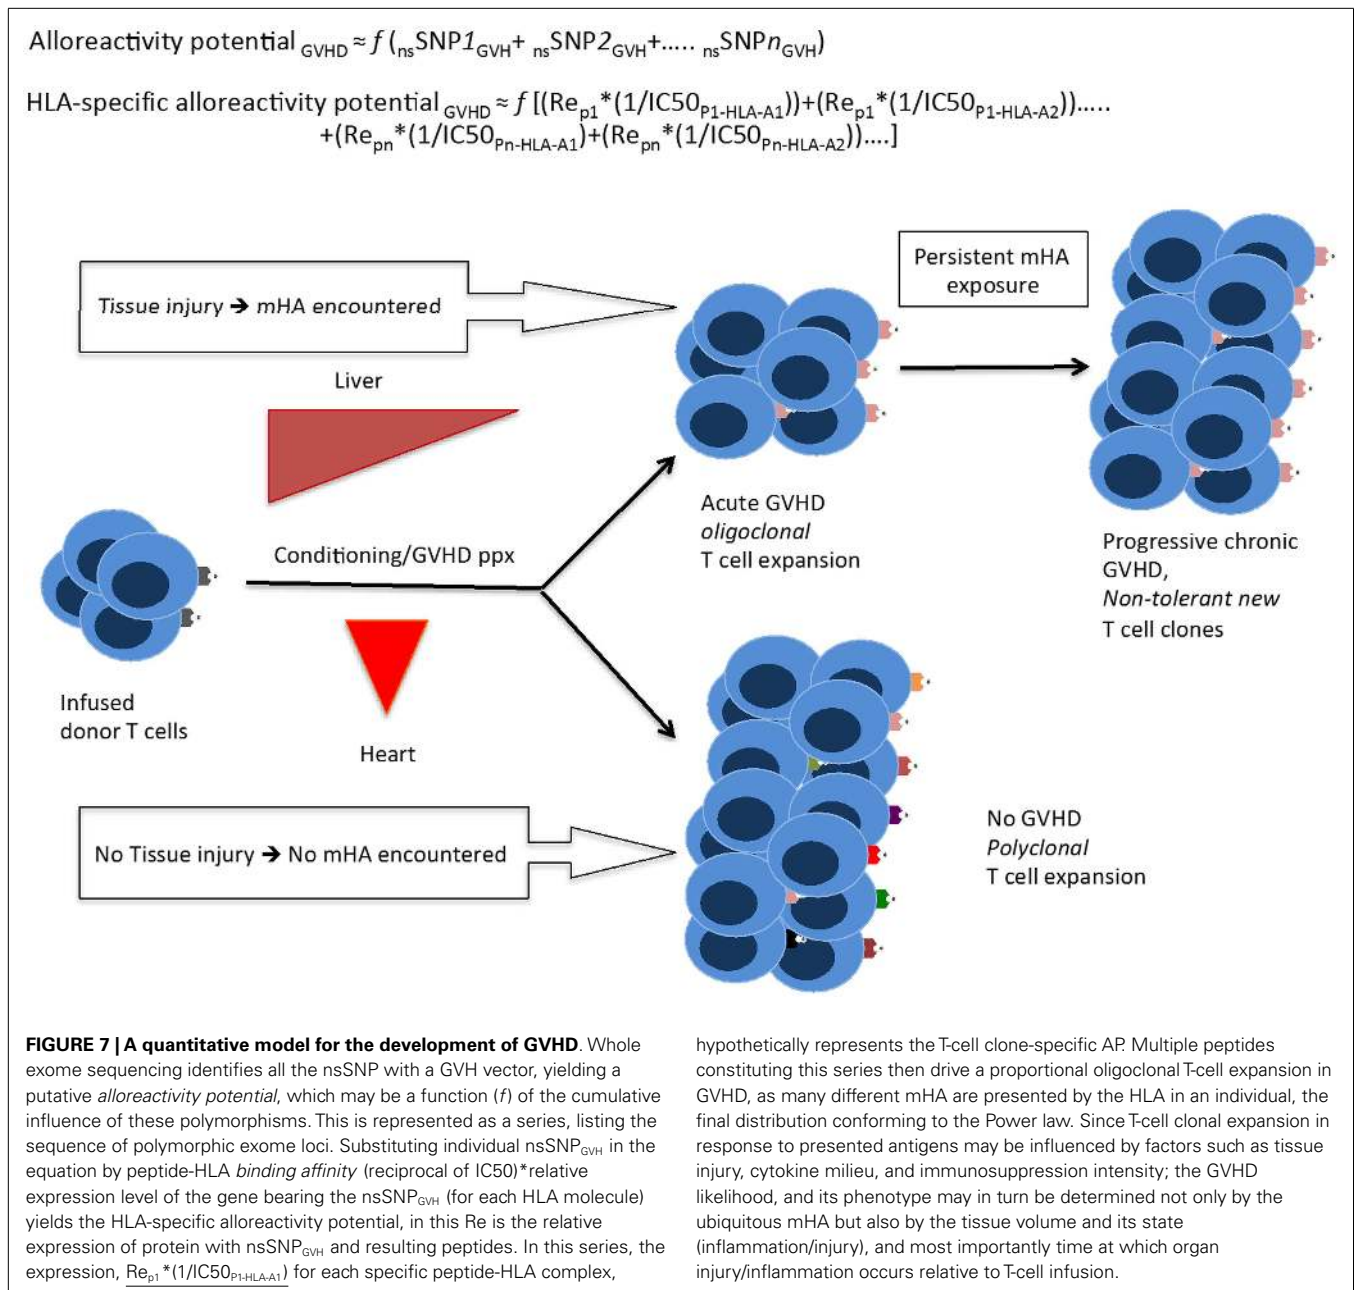 Alloreactivity potential GVHD ≈ f (nsSNP1GVH+ nsSNP2GVH+..... nsSNPnGVH)
HLA-specific alloreactivity potential GVHD ≈ f [(Rep1*(1/IC50P1-HLA-A1))+(Rep1*(1/IC50P1-HLA-A2)).....
+(Repn*(1/IC50Pn-HLA-A1)+(Repn*(1/IC50Pn-HLA-A2))....]
Tissue injury → mHA encountered
Persistent mHA
exposure
Liver
Conditioning/GVHD ppx
Acute GVHD
oligoclonal
T cell expansion
Progressive chronic
GVHD,
Non-tolerant new
T cell clones
Infused
donor T cells
Heart
No Tissue injury → No mHA encountered
No GVHD
Polyclonal
T cell expansion
FIGURE 7 | A quantitative model for the development of GVHD. Whole
exome sequencing identifies all the nsSNP with a GVH vector, yielding a
putative alloreactivity potential, which may be a function (f) of the cumulative
influence of these polymorphisms. This is represented as a series, listing the
sequence of polymorphic exome loci. Substituting individual nsSNPGVH in the
equation by peptide-HLA binding affinity (reciprocal of IC50)*relative
expression level of the gene bearing the nsSNPGVH (for each HLA molecule)
yields the HLA-specific alloreactivity potential, in this Re is the relative
expression of protein with nsSNPGVH and resulting peptides. In this series, the
expression, Rep1*(1/IC50P1-HLA-A1) for each specific peptide-HLA complex,
hypothetically represents the T-cell clone-specific AP. Multiple peptides
constituting this series then drive a proportional oligoclonal T-cell expansion in
GVHD, as many different mHA are presented by the HLA in an individual, the
final distribution conforming to the Power law. Since T-cell clonal expansion in
response to presented antigens may be influenced by factors such as tissue
injury, cytokine milieu, and immunosuppression intensity; the GVHD
likelihood, and its phenotype may in turn be determined not only by the
ubiquitous mHA but also by the tissue volume and its state
(inflammation/injury), and most importantly time at which organ
injury/inflammation occurs relative to T-cell infusion.